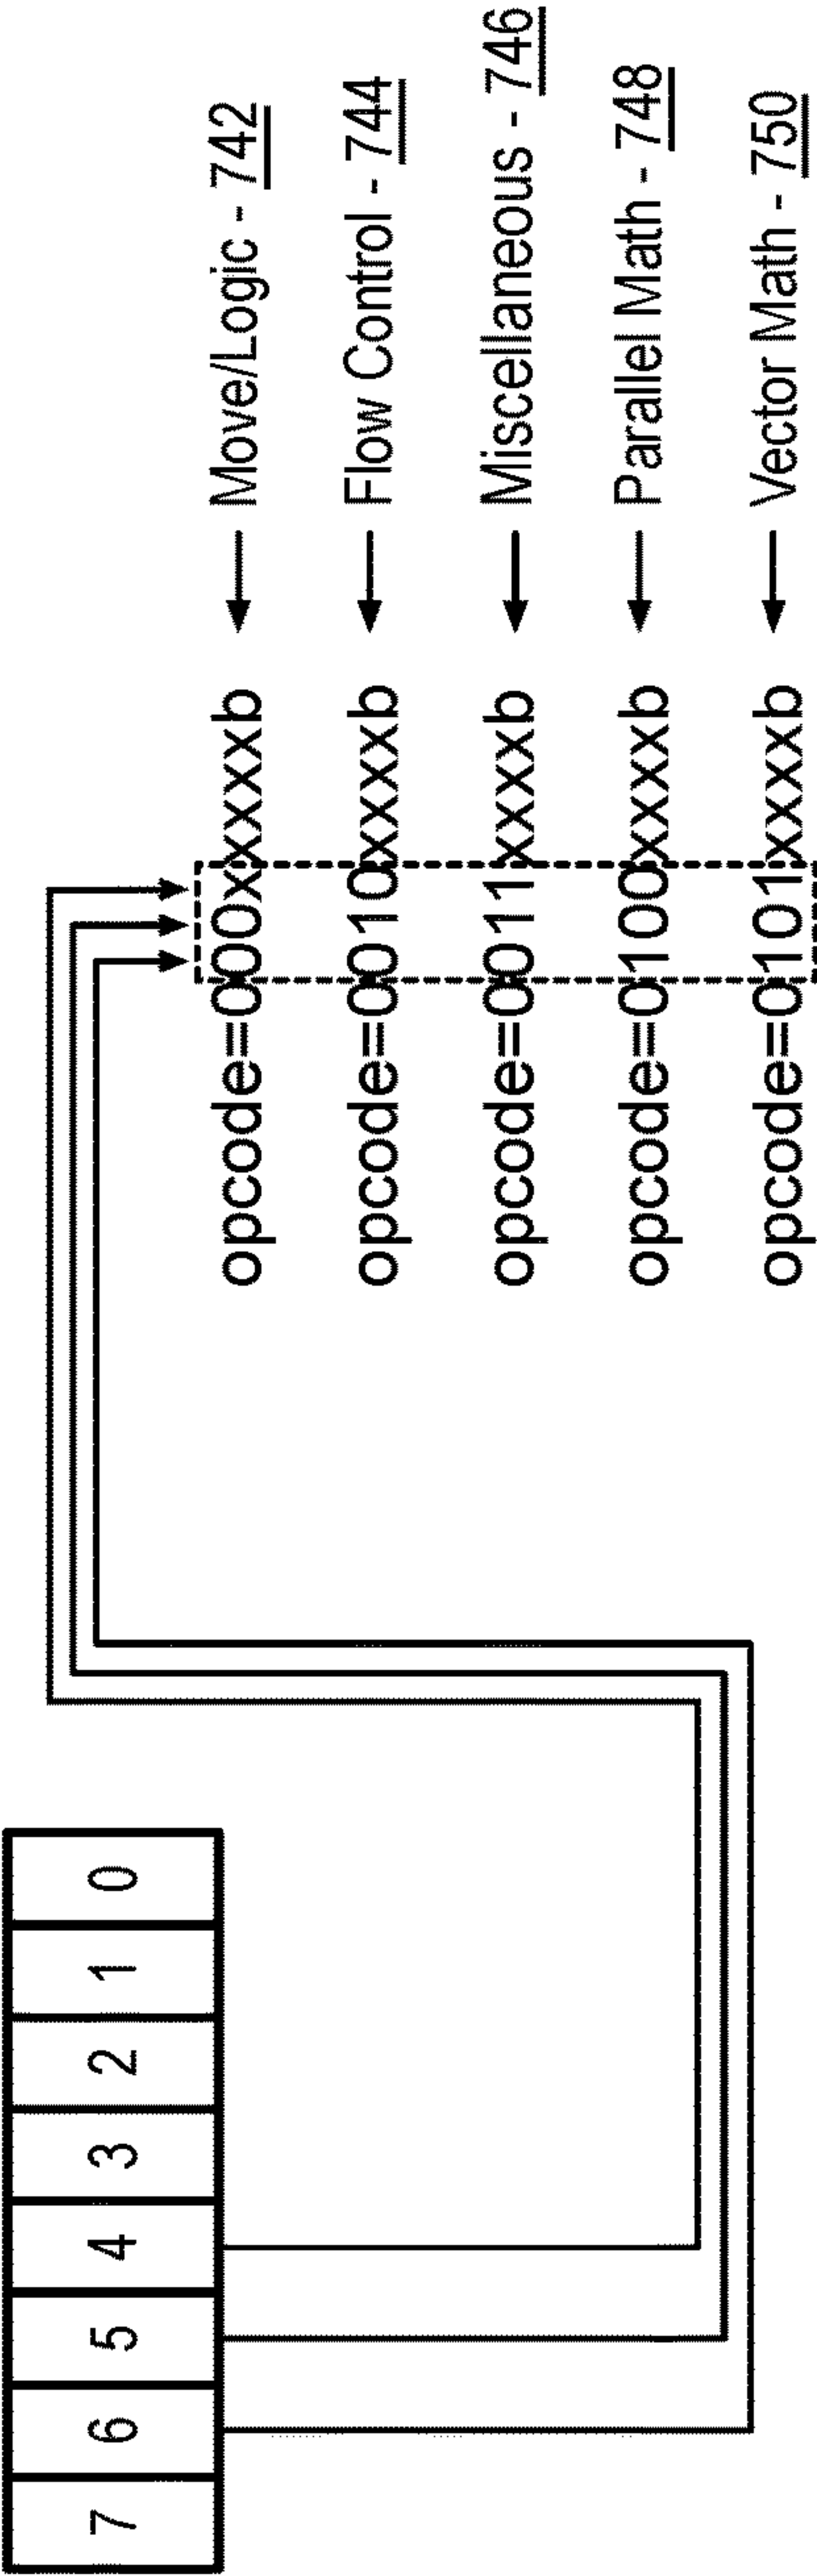 7 6 5 4 3 2 1 0
opcode=000xxxxxb ← Move/Logic - 742
opcode=0010xxxxb ← Flow Control - 744
opcode=0011xxxxb ← Miscellaneous - 746
opcode=0100xxxxb ← Parallel Math - 748
opcode=0101xxxxb ← Vector Math - 750